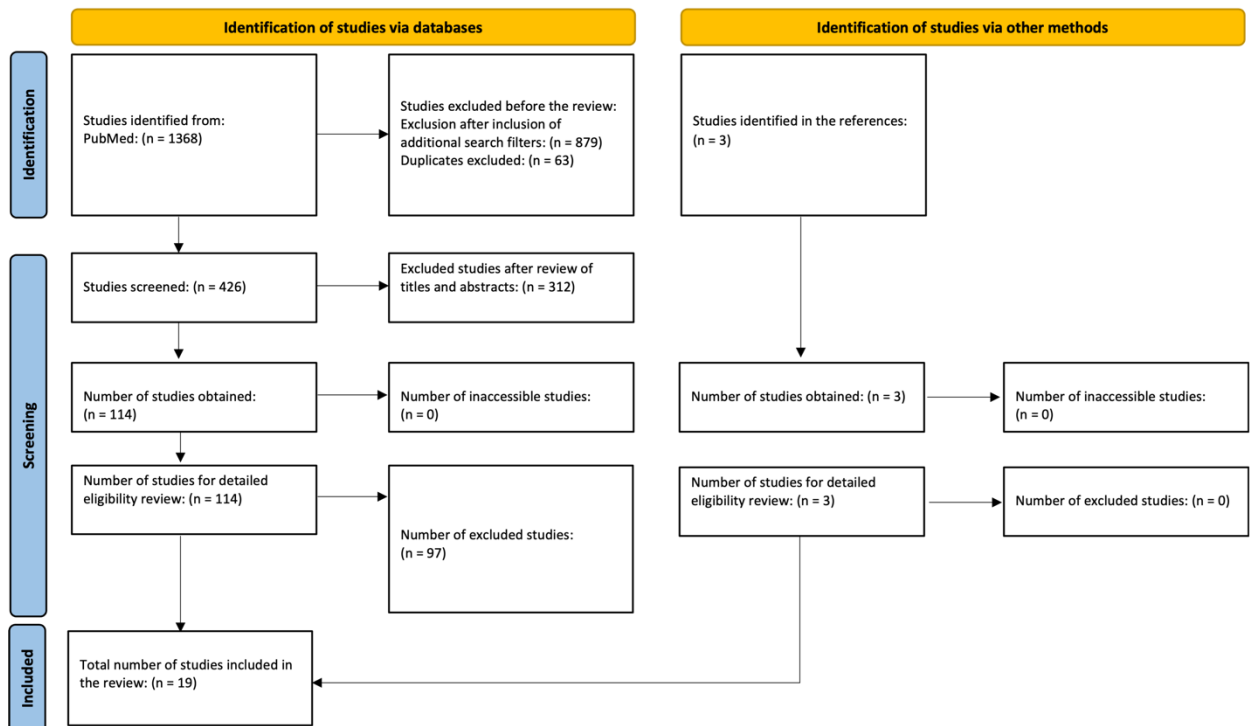 Identification of studies via databases
Identification of studies via other methods
Identification
Studies identified from:
PubMed: (n = 1368)
Studies excluded before the review:
Exclusion after inclusion of
additional search filters: (n = 879)
Duplicates excluded: (n = 63)
Studies identified in the references:
(n = 3)
Screening
Studies screened: (n = 426)
Excluded studies after review of
titles and abstracts: (n = 312)
Number of studies obtained:
(n = 114)
Number of inaccessible studies:
(n = 0)
Number of studies obtained: (n = 3)
Number of inaccessible studies:
(n = 0)
Number of studies for detailed
eligibility review: (n = 114)
Number of excluded studies:
(n = 97)
Number of studies for detailed
eligibility review: (n = 3)
Number of excluded studies: (n = 0)
Included
Total number of studies included in
the review: (n = 19)